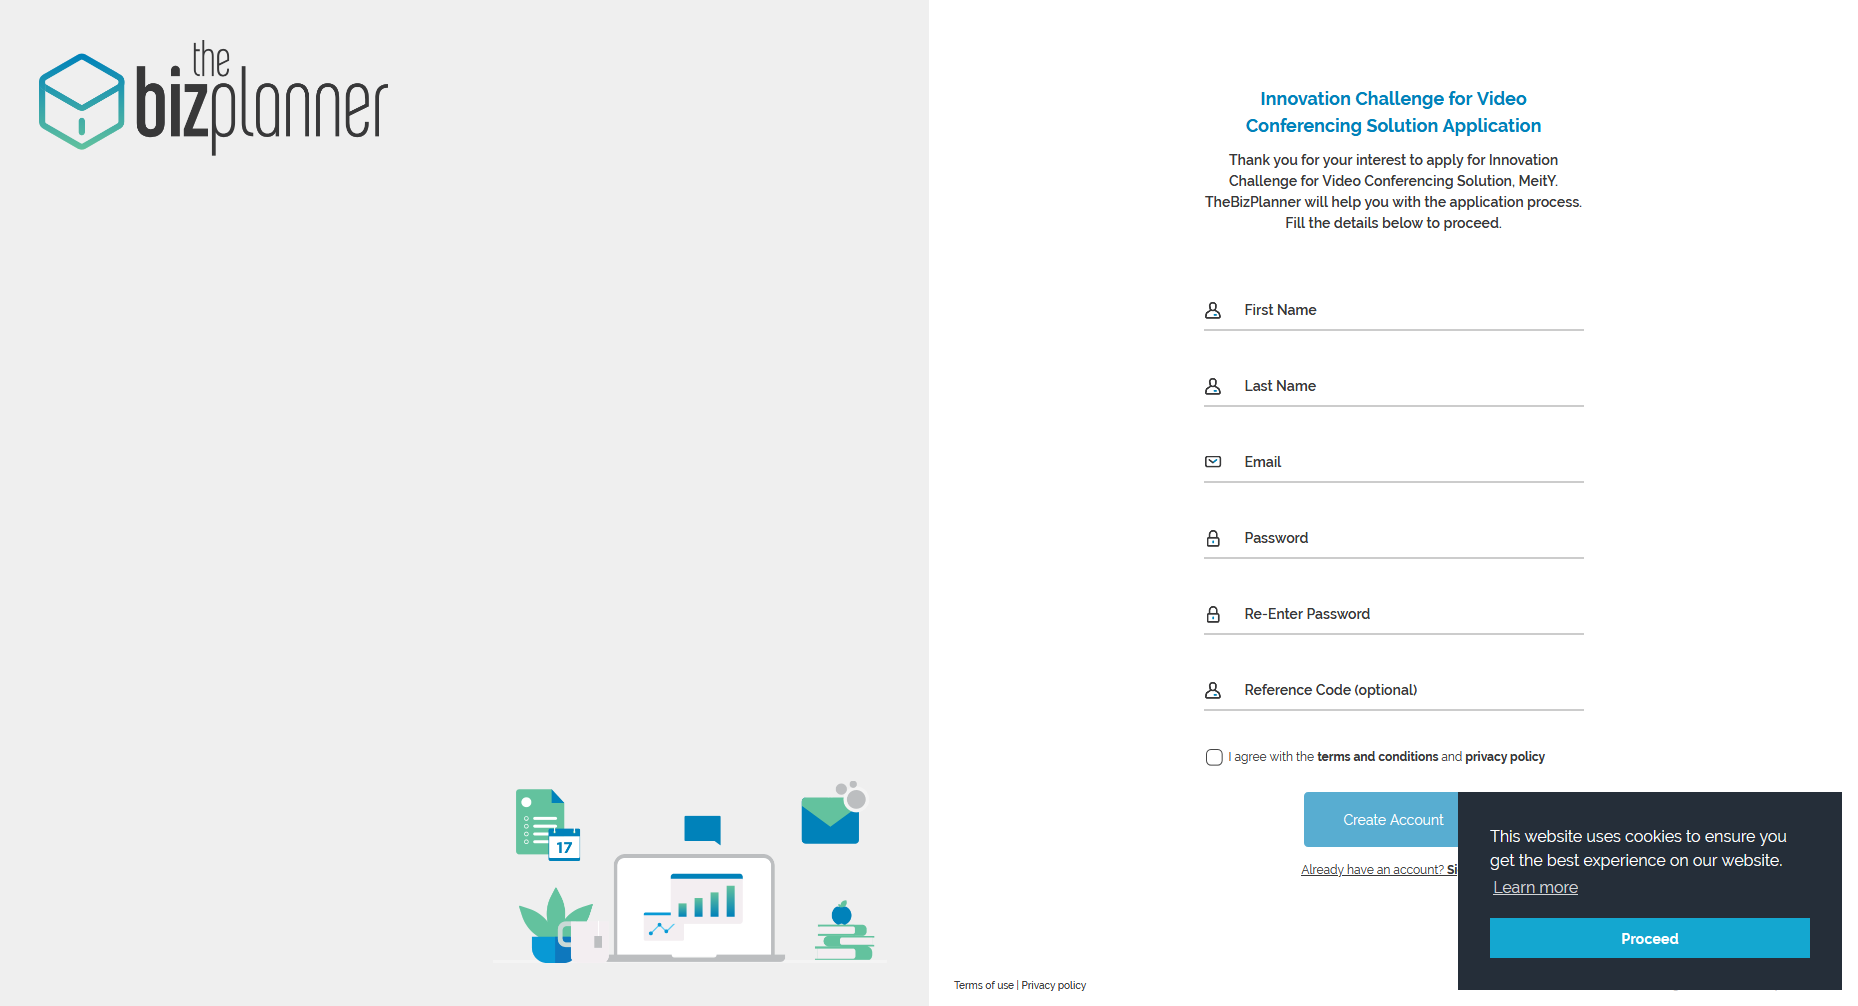 the
bizplanner
Innovation Challenge for Video
Conferencing Solution Application
Thank you for your interest to apply for Innovation
Challenge for Video Conferencing Solution, MeitY.
TheBizPlanner will help you with the application process.
Fill the details below to proceed.
First Name
Last Name
Email
Password
Re-Enter Password
Reference Code (optional)
I agree with the terms and conditions and privacy policy
Create Account
Already have an account?
This website uses cookies to ensure you
get the best experience on our website.
Learn more
Proceed
17
Terms of use | Privacy policy